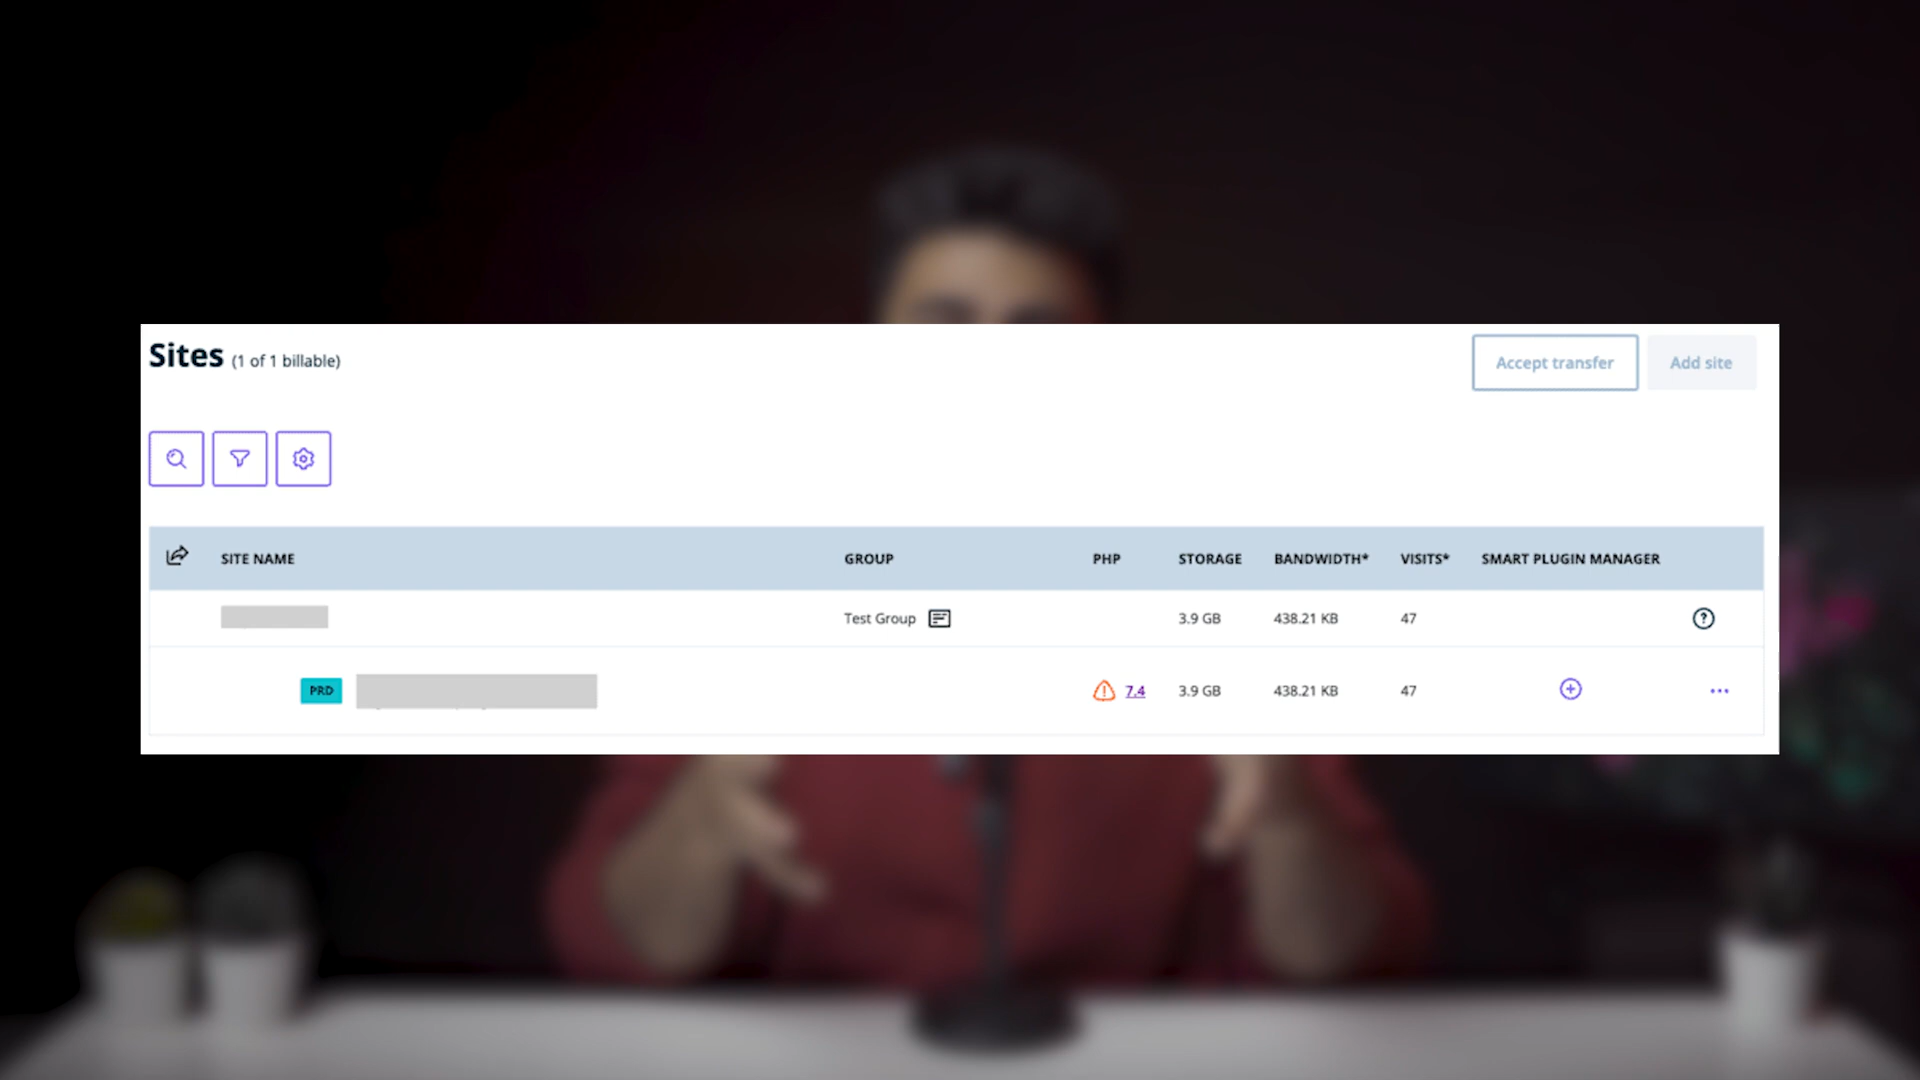 Sites (1 of 1 billable)
Accept transfer
Add site
SITE NAME GROUP PHP STORAGE BANDWIDTH* VISITS* SMART PLUGIN MANAGER
Test Group 3.9 GB 438.21 KB 47
PRD 7.4 3.9 GB 438.21 KB 47